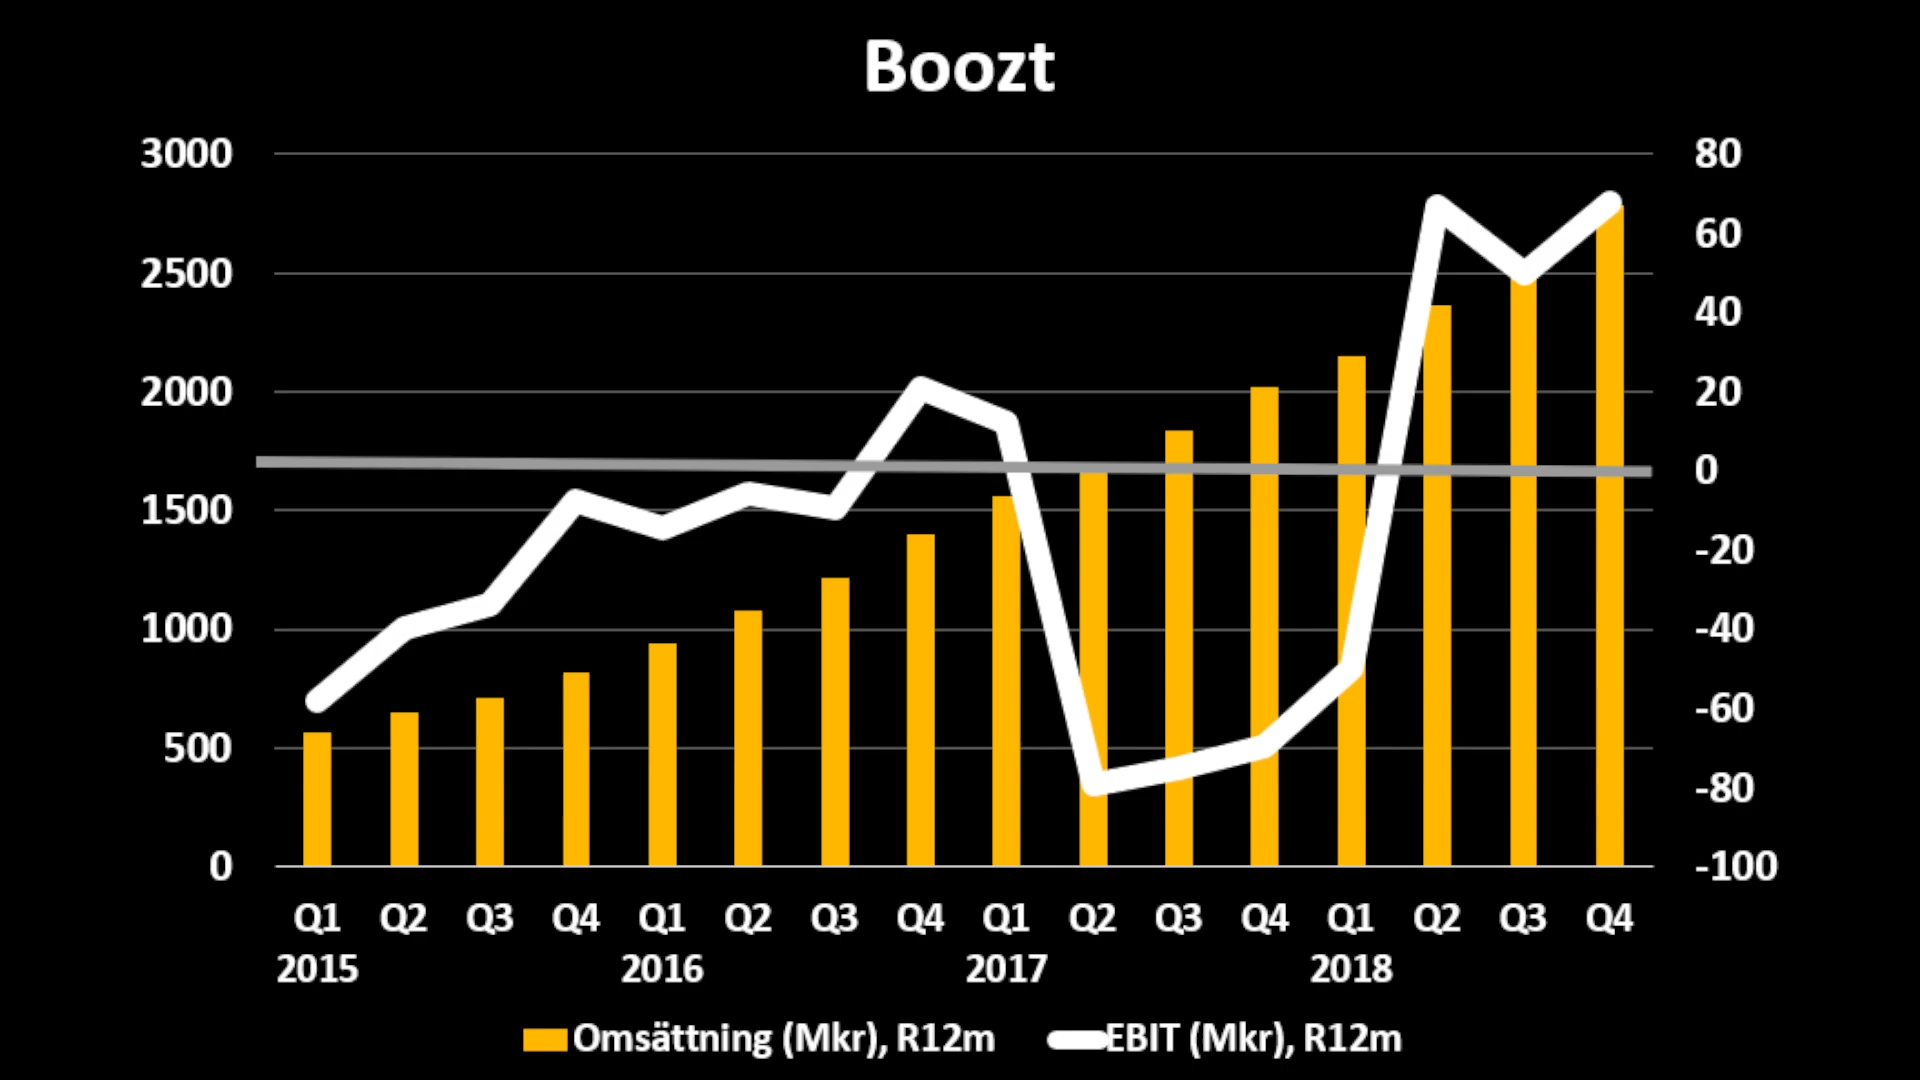 Boozt
3000 80
2500 60
2000 40
1500 20
1000 0
500 -20
0 -40
-60
-80
-100
Q1 Q2 Q3 Q4 Q1 Q2 Q3 Q4 Q1 Q2 Q3 Q4 Q1 Q2 Q3 Q4
2015 2016 2017 2018
Omsättning (Mkr), R12m EBIT (Mkr), R12m